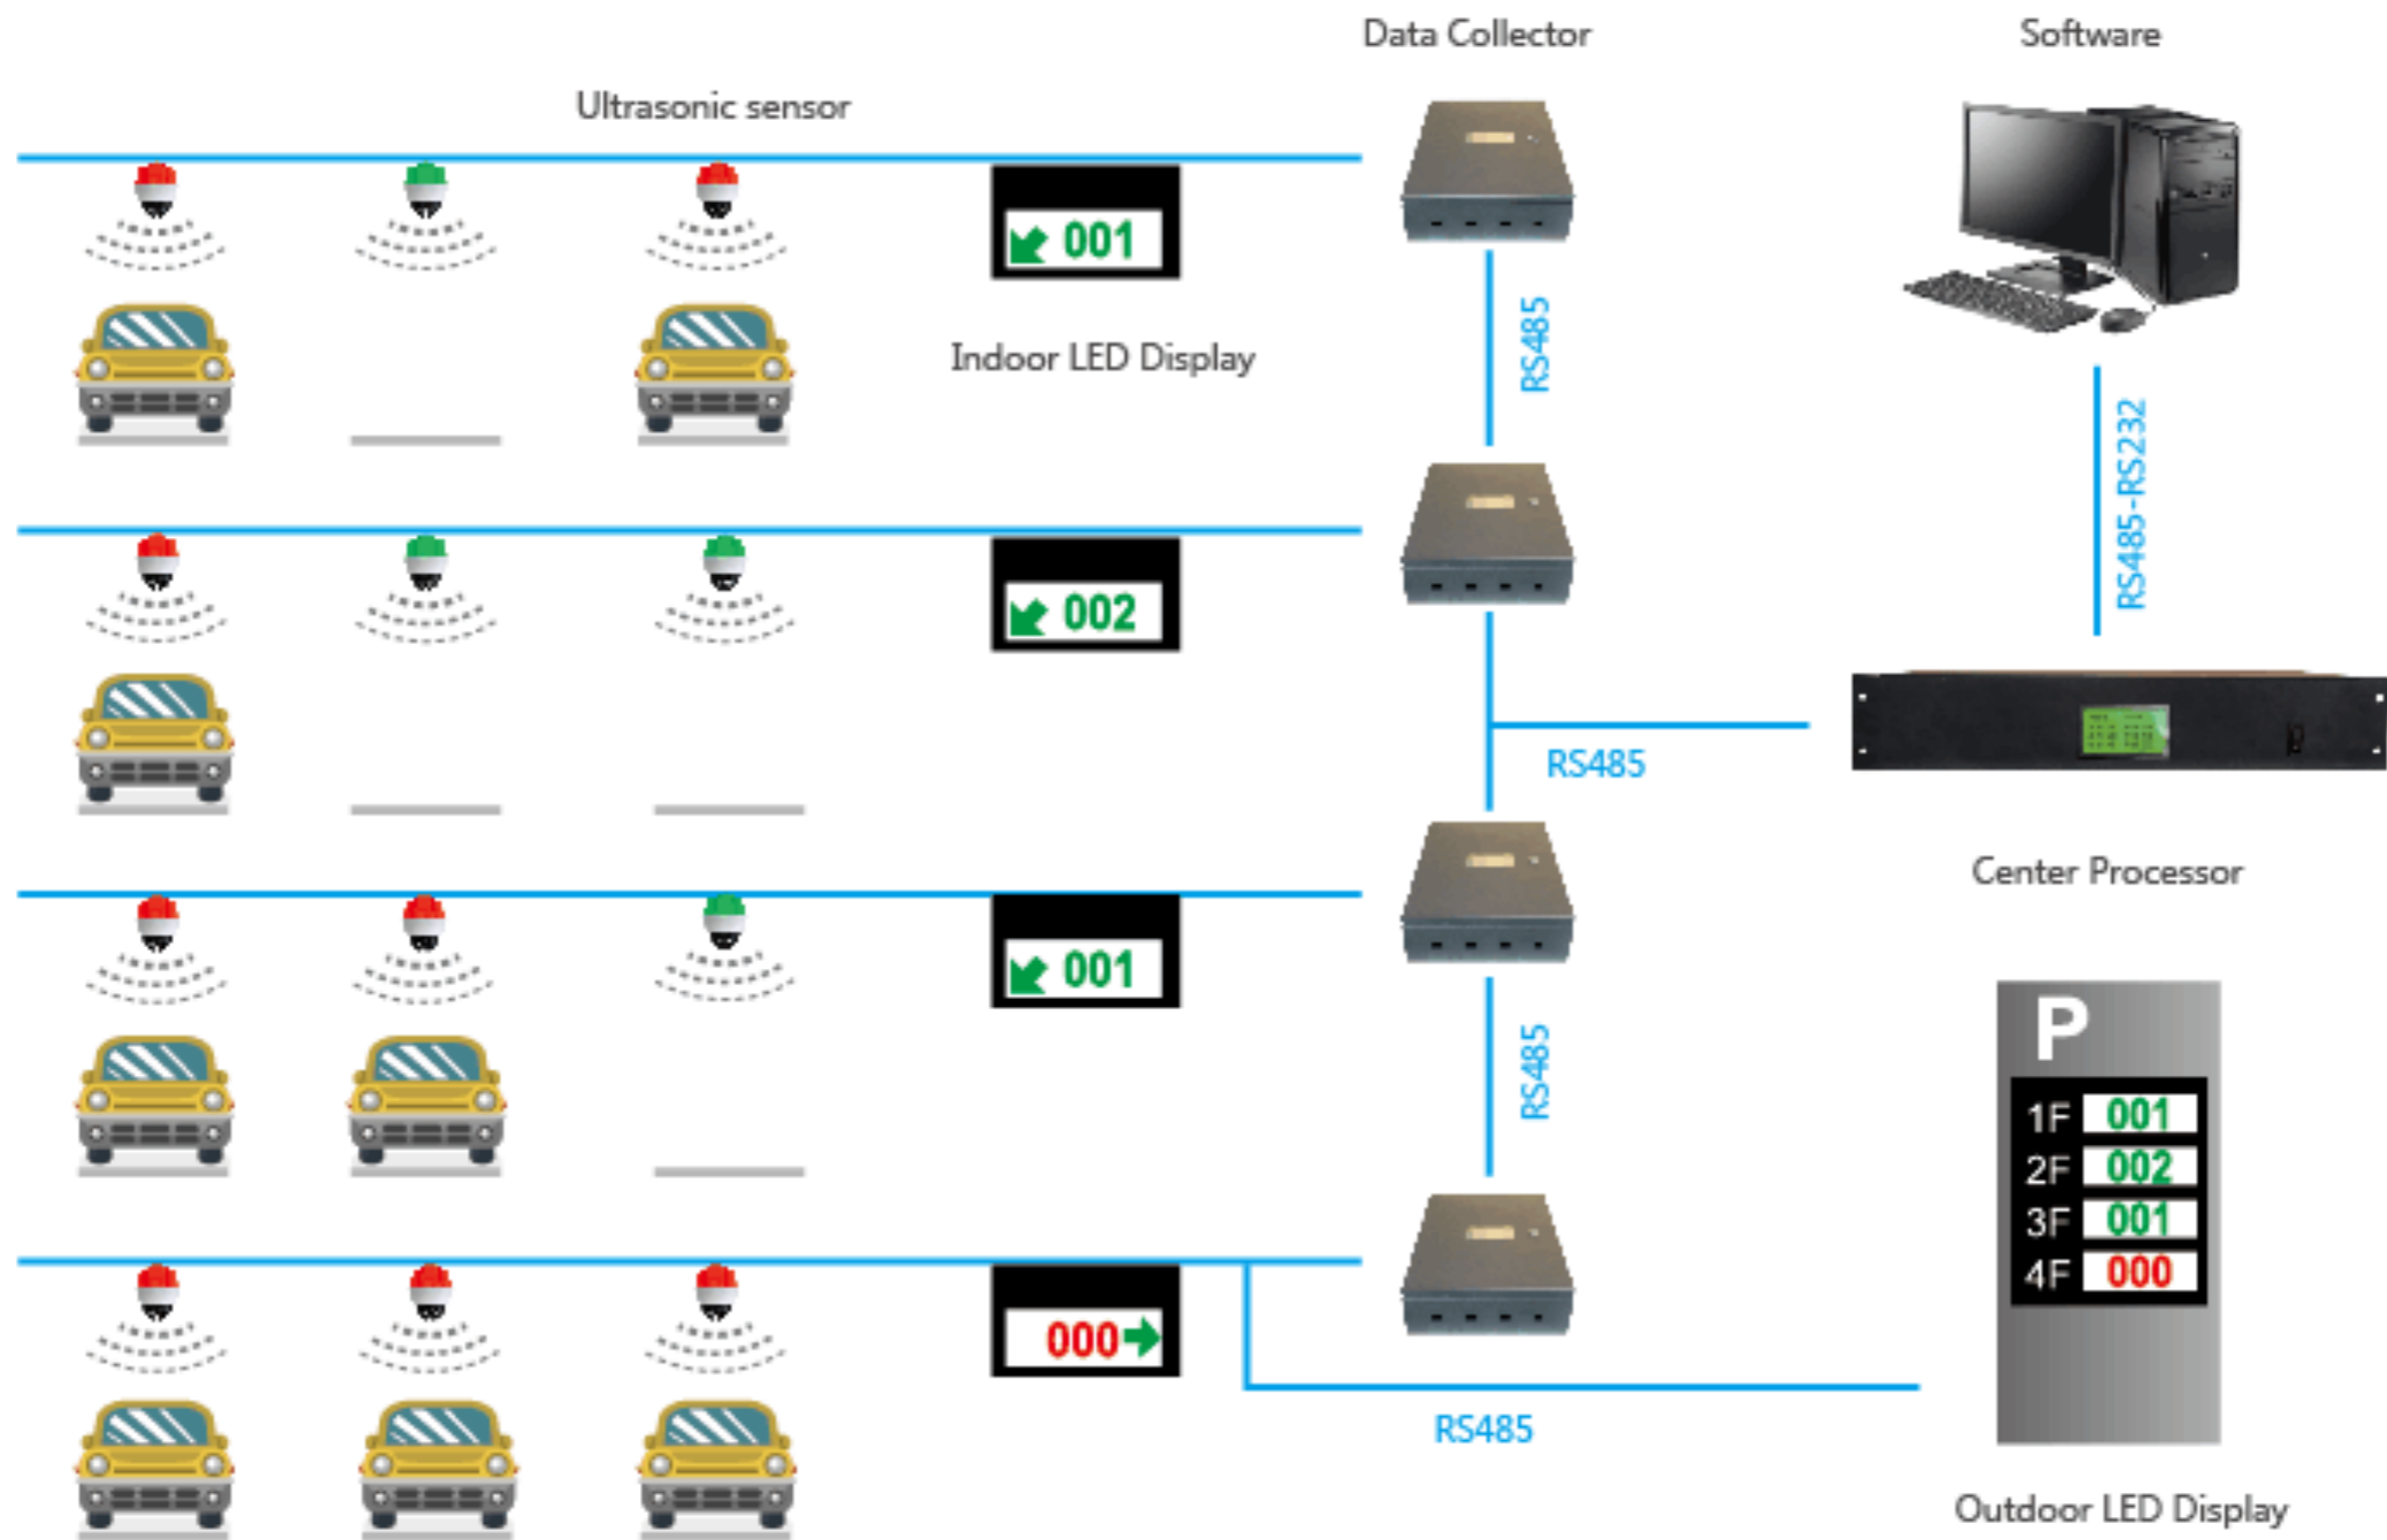 Data Collector
Software
Ultrasonic sensor
001
Indoor LED Display
RS485
RS485-RS232
002
RS485
Center Processor
001
RS485
P
1F 001
2F 002
3F 001
4F 000
000
RS485
Outdoor LED Display